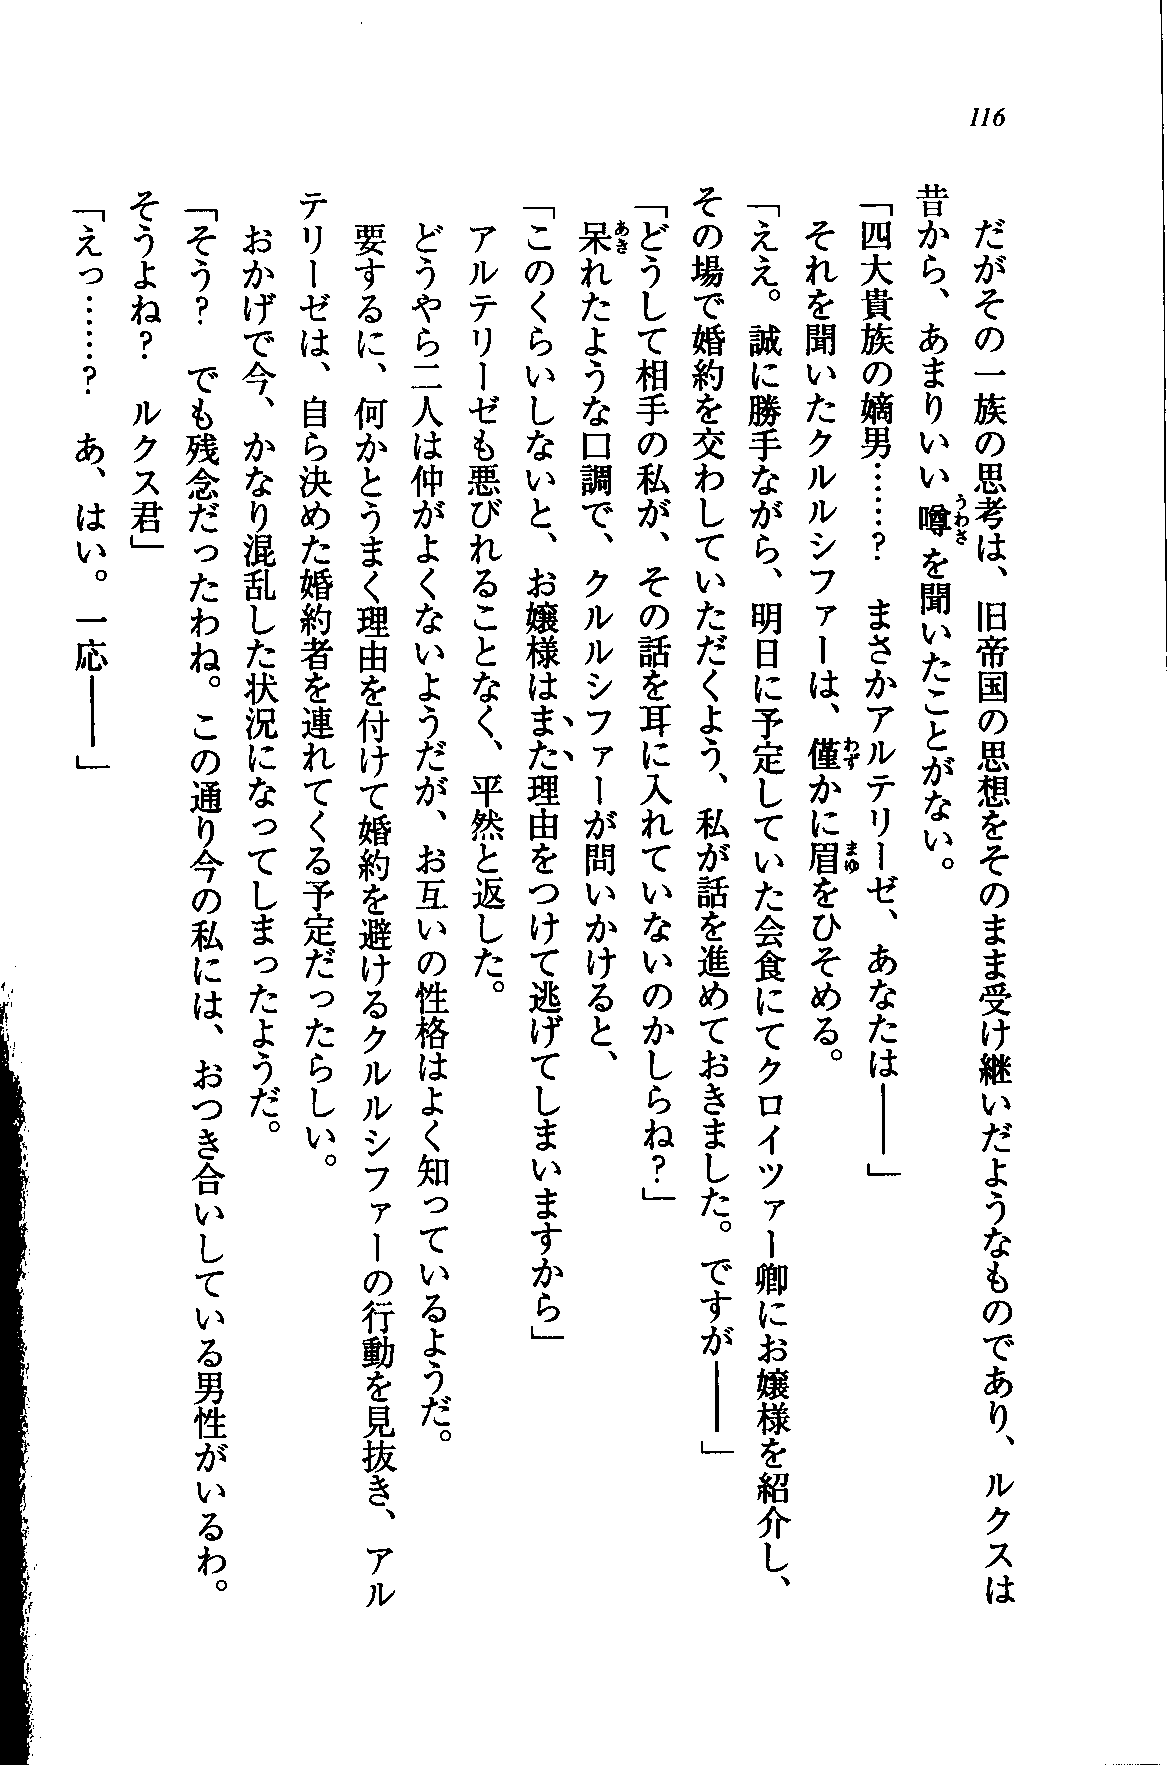 116
　だがその一族の思考は、旧帝国の思想をそのまま受け継いだようなものであり、ルクスは
昔から、あまりいい噂を聞いたことがない。
「四大貴族の嫡男……？　まさかアルテリーゼ、あなたは――」
　それを聞いたクルルシファーは、僅かに眉をひそめる。
「ええ。誠に勝手ながら、明日に予定していた会食にてクロイツァー卿にお嬢様を紹介し、
その場で婚約を交わしていただくよう、私が話を進めておきました。ですが――」
「どうして相手の私が、その話を耳に入れていないのかしらね？」
　呆れたような口調で、クルルシファーが問いかけると、
「このくらいしないと、お嬢様はまた理由をつけて逃げてしまいますから」
　アルテリーゼも悪びれることなく、平然と返した。
　どうやら二人は仲がよくないようだが、お互いの性格はよく知っているようだ。
　要するに、何かとうまく理由を付けて婚約を避けるクルルシファーの行動を見抜き、アル
テリーゼは、自ら決めた婚約者を連れてくる予定だったらしい。
　おかげで今、かなり混乱した状況になってしまったようだ。
「そう？　でも残念だったわね。この通り今の私には、おつき合いしている男性がいるわ。
そうよね？　ルクス君」
「えっ……？　あ、はい。一応――」